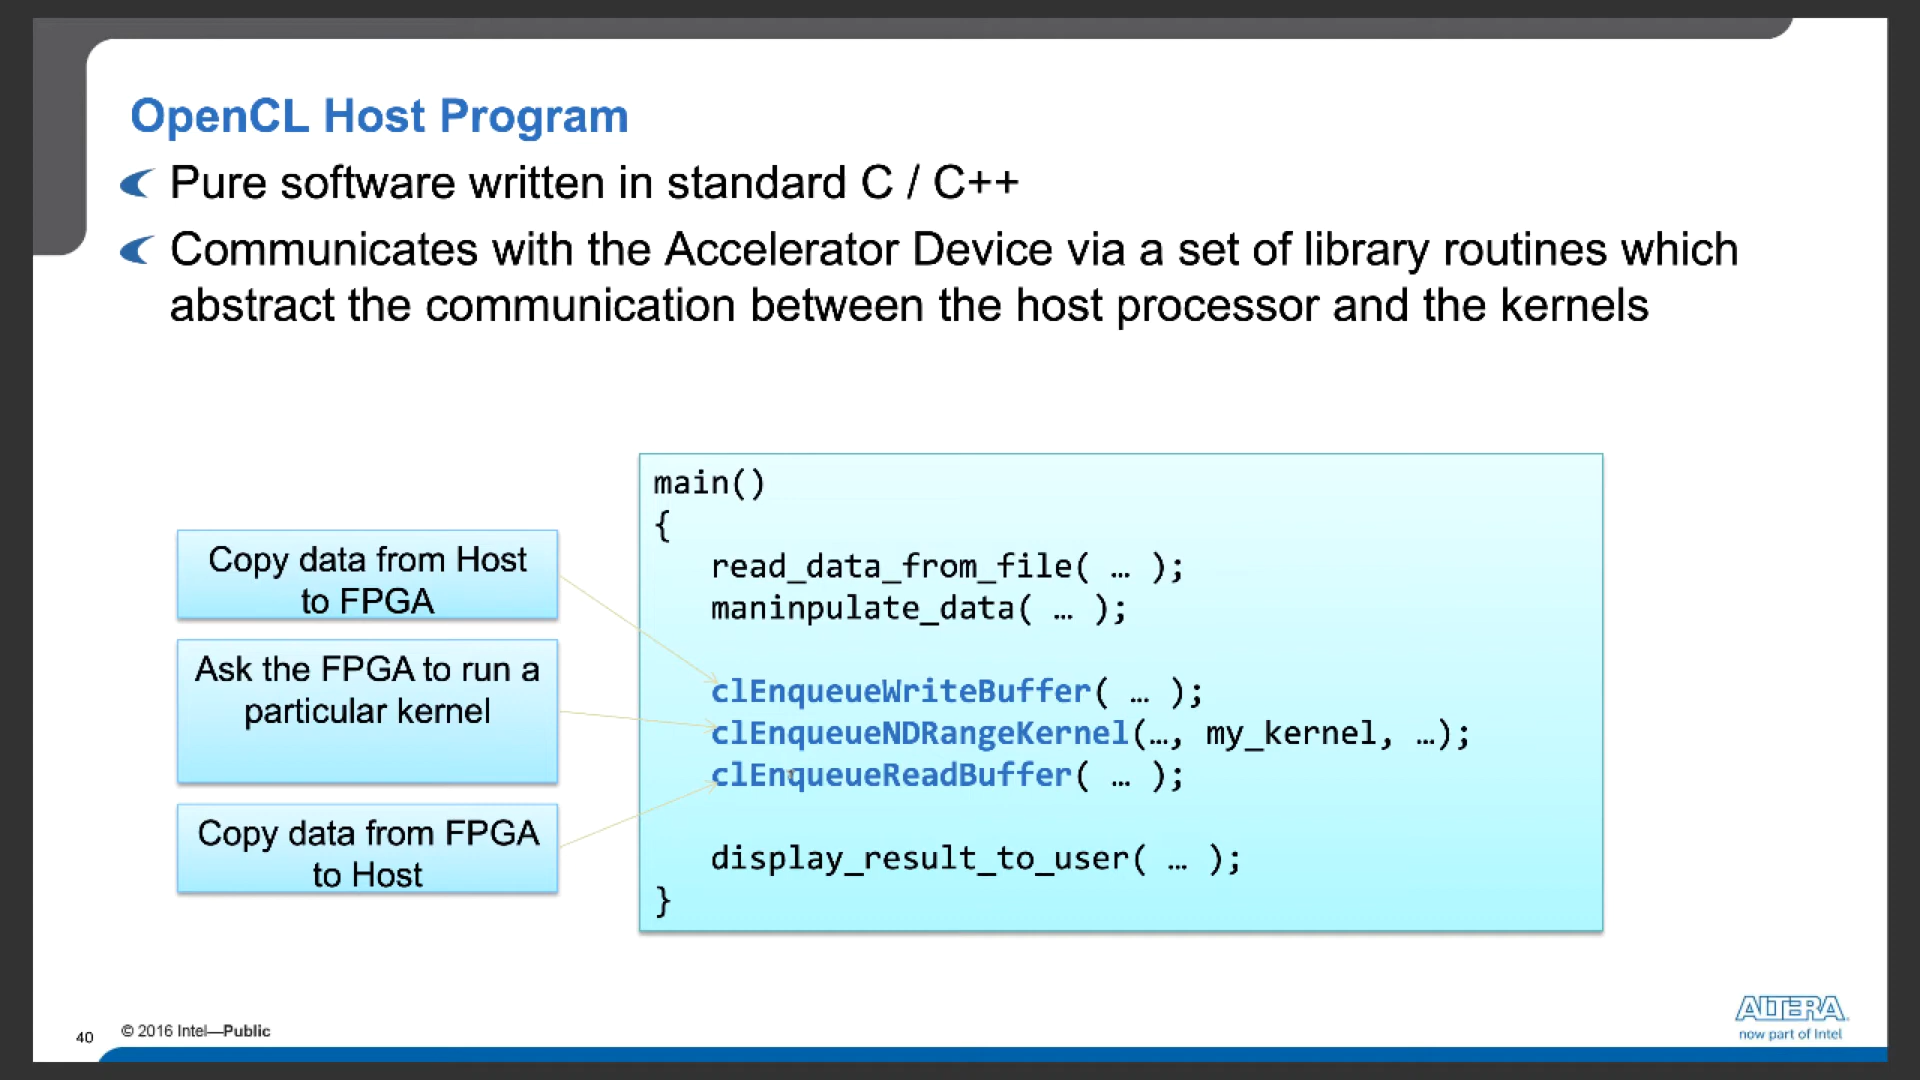 OpenCL Host Program
Pure software written in standard C / C++
Communicates with the Accelerator Device via a set of library routines which
abstract the communication between the host processor and the kernels
Copy data from Host
to FPGA
Ask the FPGA to run a
particular kernel
Copy data from FPGA
to Host
main()
{
read_data_from_file( … );
maninpulate_data( … );
clEnqueueWriteBuffer( … );
clEnqueueNDRangeKernel(…, my_kernel, …);
clEnqueueReadBuffer( … );
display_result_to_user( … );
}
40
© 2016 Intel—Public
ALTERA
now part of Intel